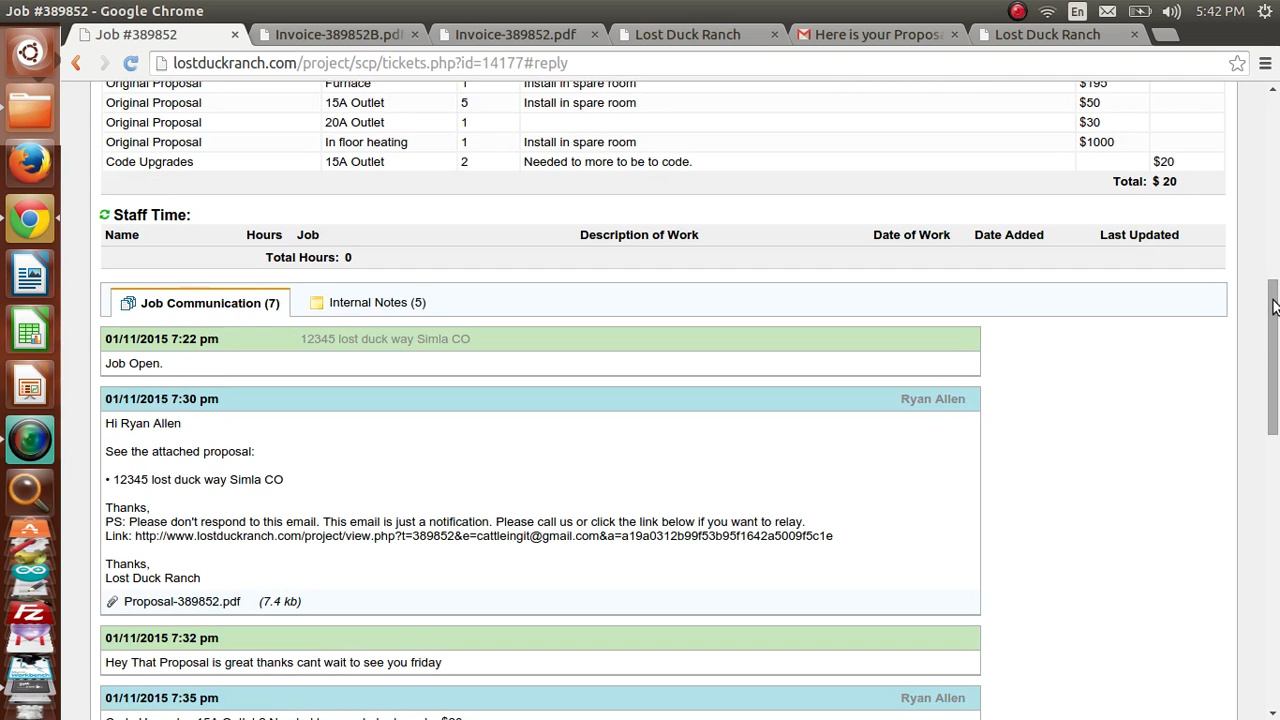 Job #389852 - Google Chrome
En
5:42 PM
Job #389852
Invoice-389852B.pdf
Invoice-389852.pdf
Lost Duck Ranch
Here is your Propos
Lost Duck Ranch
lostduckranch.com/project/scp/tickets.php?id=14177#reply
Original Proposal Furnace 1 Install in spare room $195
Original Proposal 15A Outlet 5 Install in spare room $50
Original Proposal 20A Outlet 1 $30
Original Proposal In floor heating 1 Install in spare room $1000
Code Upgrades 15A Outlet 2 Needed to more to be to code. $20
Total: $ 20
Staff Time:
Name Hours Job Description of Work Date of Work Date Added Last Updated
Total Hours: 0
Job Communication (7)
Internal Notes (5)
01/11/2015 7:22 pm 12345 lost duck way Simla CO
Job Open.
01/11/2015 7:30 pm Ryan Allen
Hi Ryan Allen
See the attached proposal:
• 12345 lost duck way Simla CO
Thanks,
PS: Please don't respond to this email. This email is just a notification. Please call us or click the link below if you want to relay.
Link: http://www.lostduckranch.com/project/view.php?t=389852&e=cattleingit@gmail.com&a=a19a0312b99f53b95f1642a5009f5c1e
Thanks,
Lost Duck Ranch
Proposal-389852.pdf (7.4 kb)
01/11/2015 7:32 pm
Hey That Proposal is great thanks cant wait to see you friday
01/11/2015 7:35 pm Ryan Allen